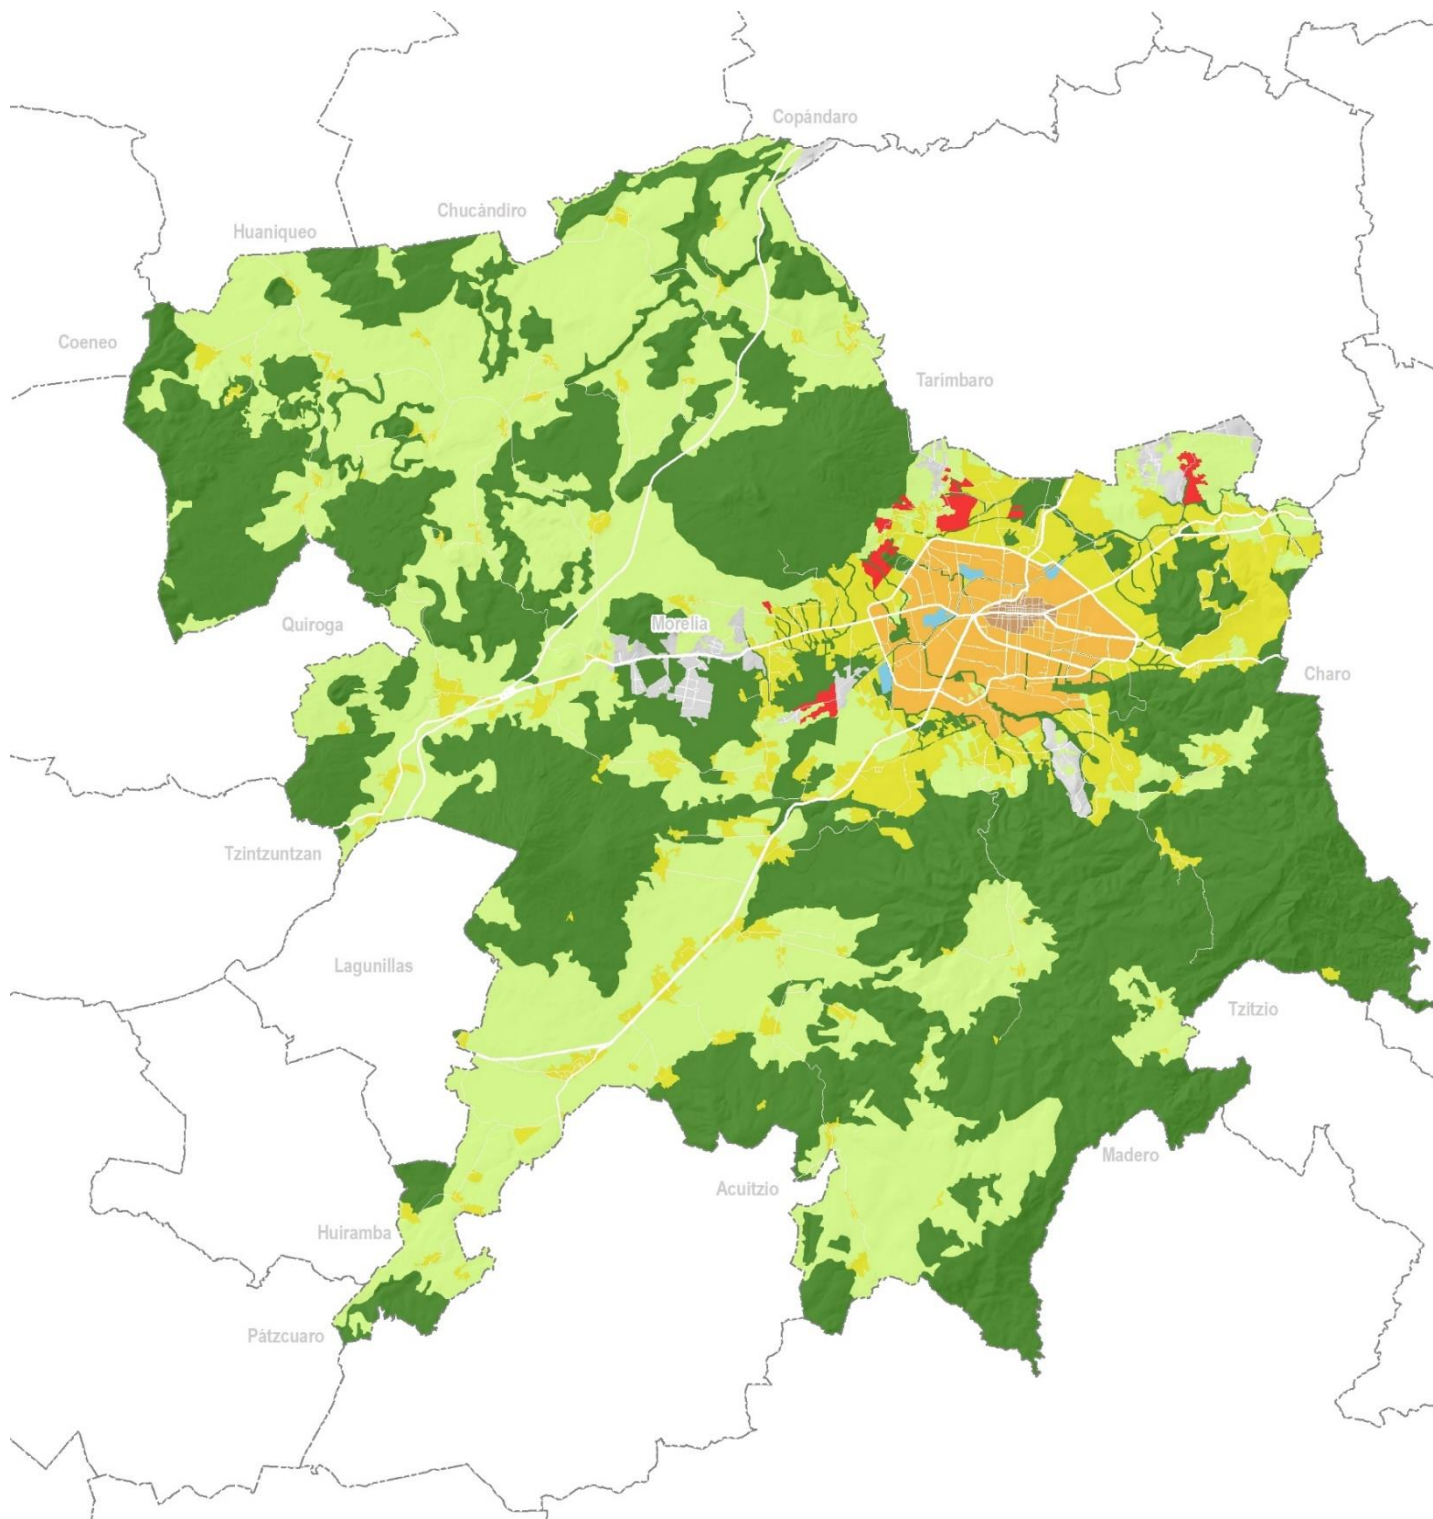 Copándaro
Chucándiro
Huaniqueo
Coeneo
Tarímbaro
Quiroga
Morelia
Charo
Tzintzuntzan
Lagunillas
Tzitzio
Madero
Acuitzio
Huiramba
Pátzcuaro